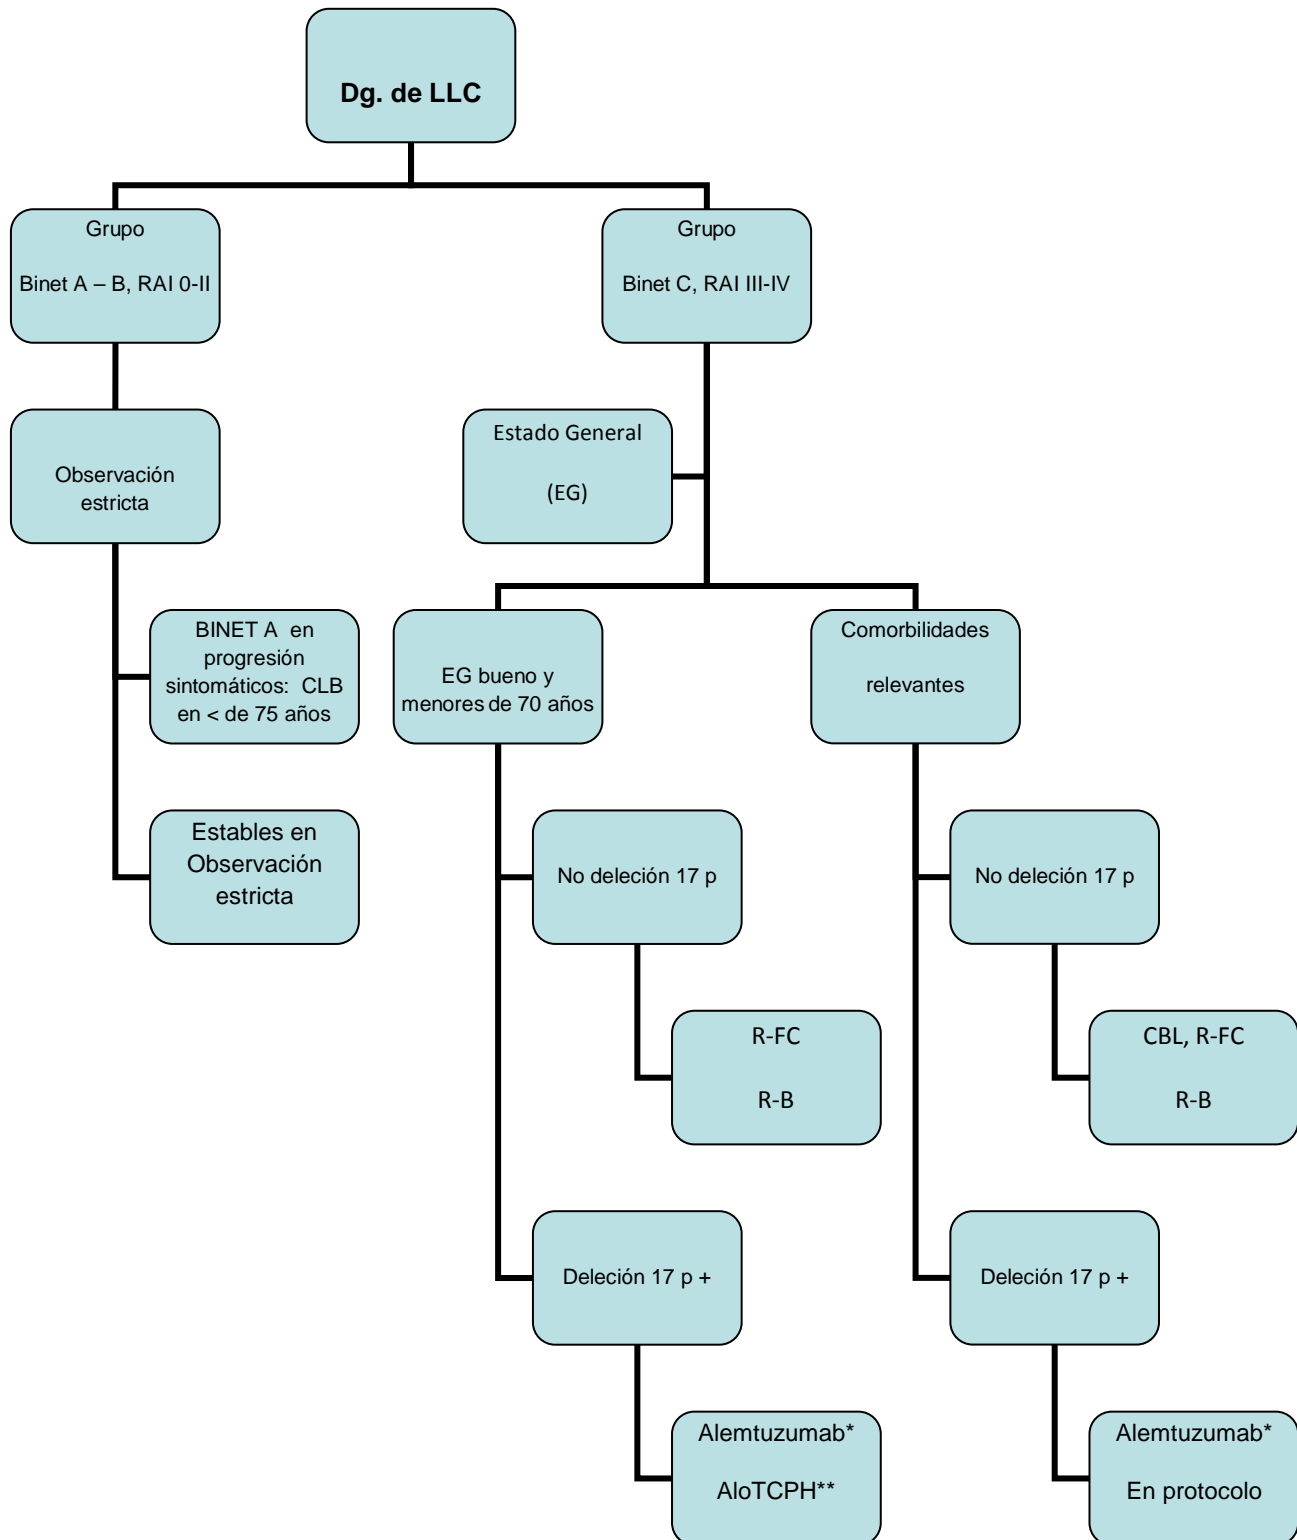 Dg. de LLC
Grupo
Binet A – B, RAI 0-II
Grupo
Binet C, RAI III-IV
Observación
estricta
Estado General
(EG)
BINET A en
progresión
sintomáticos: CLB
en < de 75 años
EG bueno y
menores de 70 años
Comorbilidades
relevantes
Estables en
Observación
estricta
No deleción 17 p
No deleción 17 p
R-FC
R-B
CBL, R-FC
R-B
Deleción 17 p +
Deleción 17 p +
Alemtuzumab*
AloTCPH**
Alemtuzumab*
En protocolo